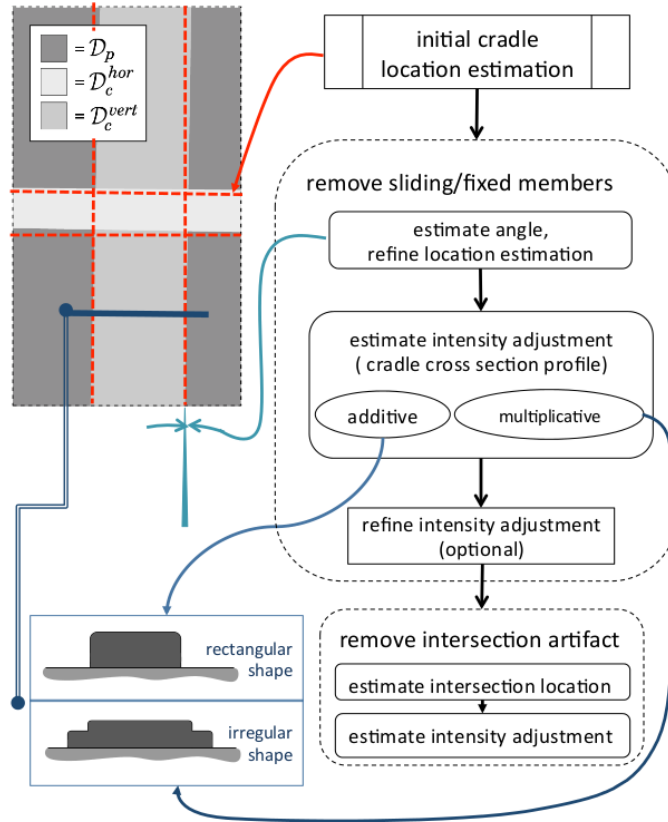 = 𝒟ₚ
= 𝒟_c^{hor}
= 𝒟_c^{vert}
initial cradle
location estimation
remove sliding/fixed members
estimate angle,
refine location estimation
estimate intensity adjustment
( cradle cross section profile)
additive
multiplicative
refine intensity adjustment
(optional)
remove intersection artifact
estimate intersection location
estimate intensity adjustment
rectangular
shape
irregular
shape